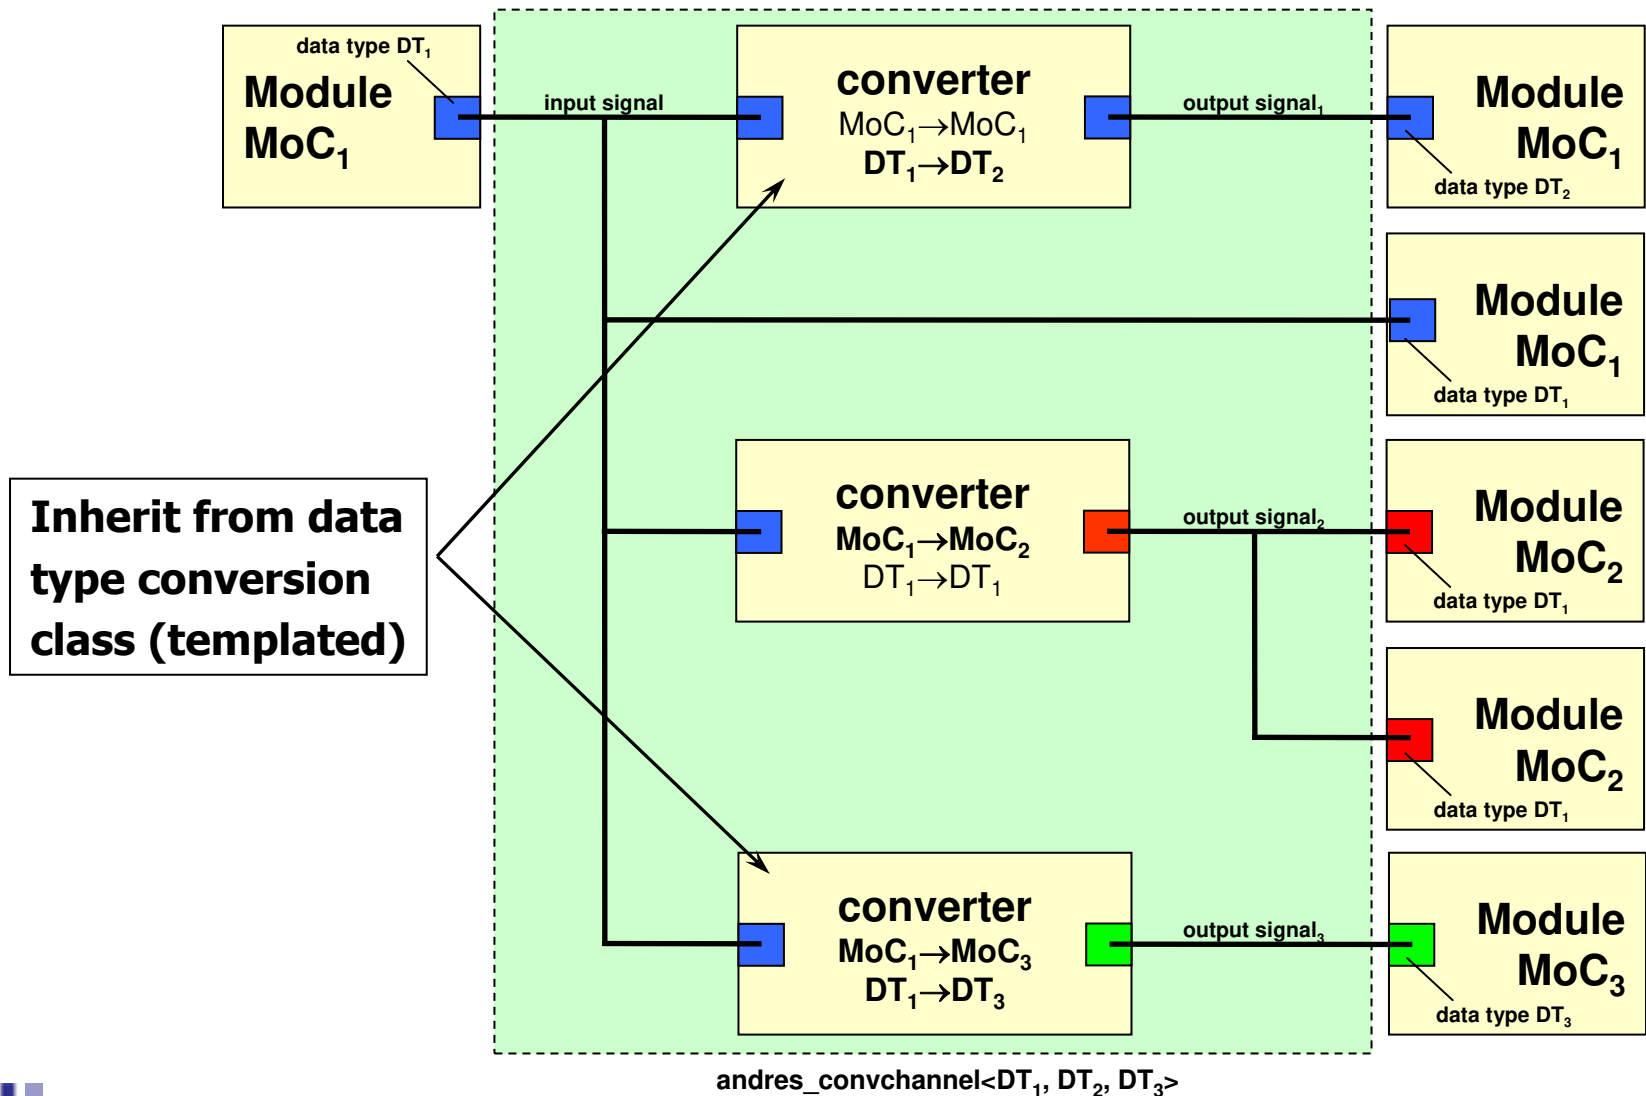 data type DT₁
Module
MoC₁
input signal
converter
MoC₁→MoC₁
DT₁→DT₂
output signal₁
Module
MoC₁
data type DT₂
Module
MoC₁
data type DT₁
Inherit from data
type conversion
class (templated)
converter
MoC₁→MoC₂
DT₁→DT₁
output signal₂
Module
MoC₂
data type DT₁
Module
MoC₂
data type DT₁
converter
MoC₁→MoC₃
DT₁→DT₃
output signal₃
Module
MoC₃
data type DT₃
andres_convchannel<DT₁, DT₂, DT₃>